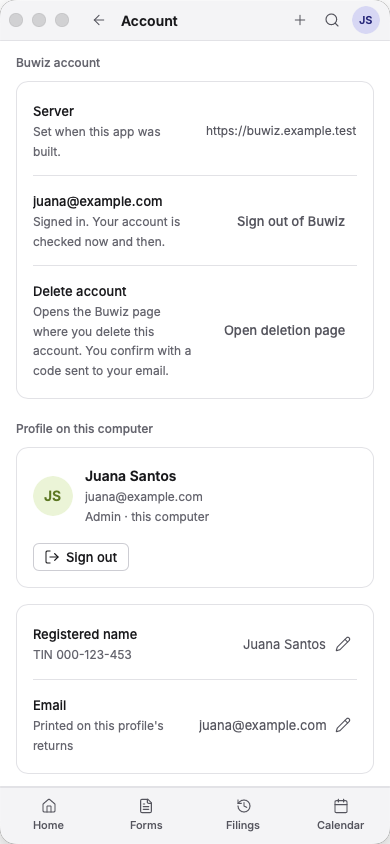 Account
JS
Buwiz account
Server
Set when this app was
built.
https://buwiz.example.test
juana@example.com
Signed in. Your account is
checked now and then.
Sign out of Buwiz
Delete account
Opens the Buwiz page
where you delete this
account. You confirm with a
code sent to your email.
Open deletion page
Profile on this computer
JS
Juana Santos
juana@example.com
Admin · this computer
Sign out
Registered name
TIN 000-123-453
Juana Santos
Email
Printed on this profile's
returns
juana@example.com
Home
Forms
Filings
Calendar